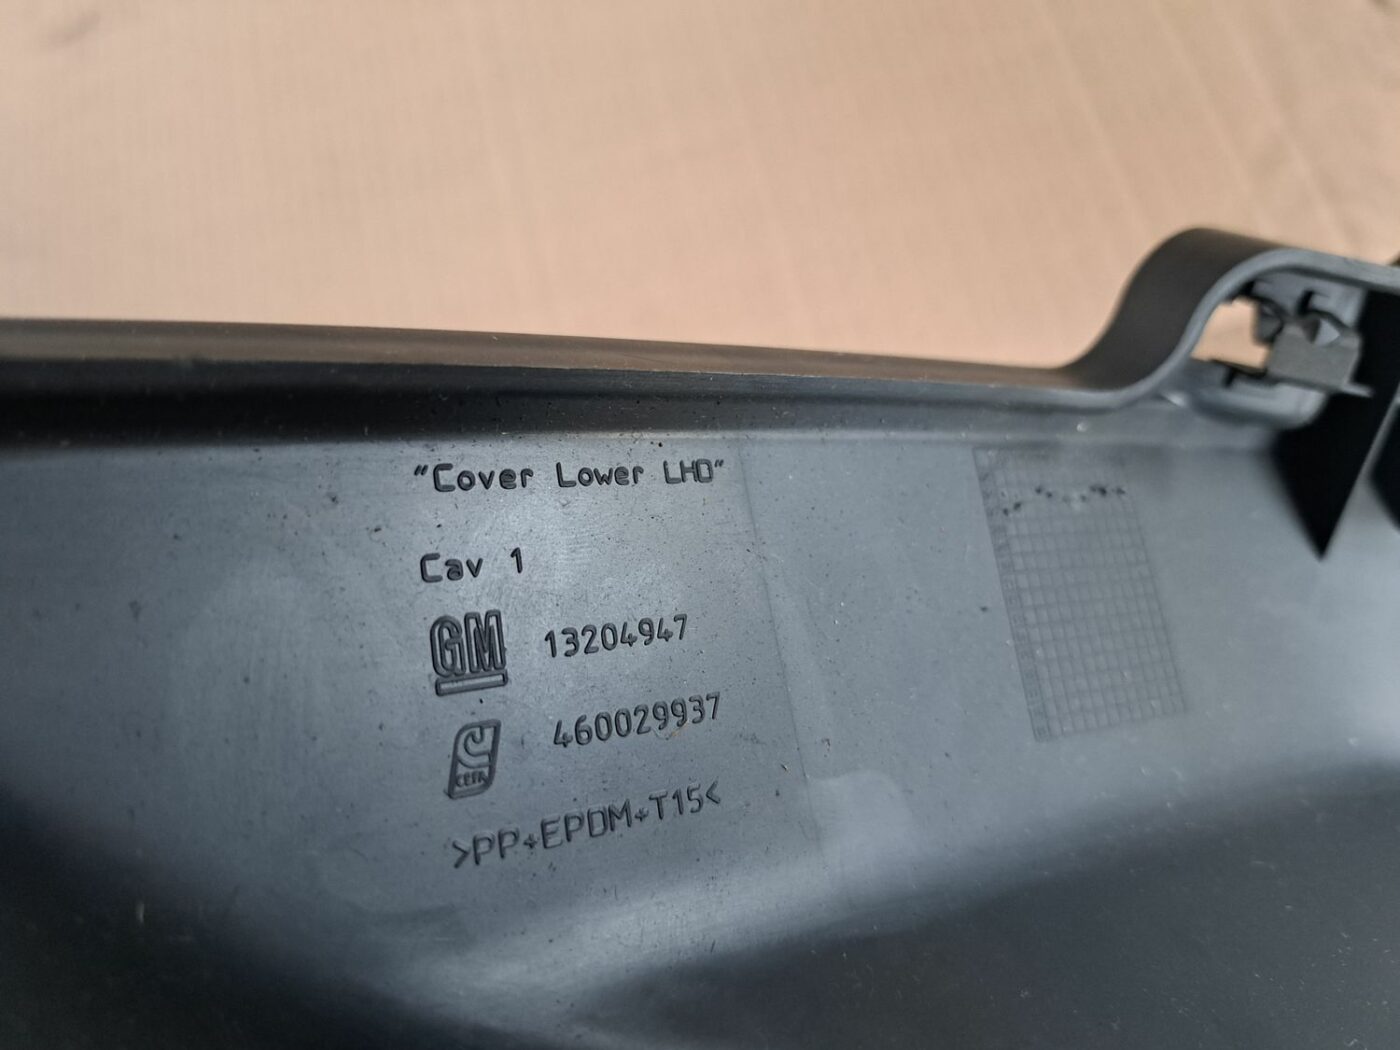 "Cover Lower LHD"
Cav 1
GM 13204947
460029937
>PP+EPDM+T15<